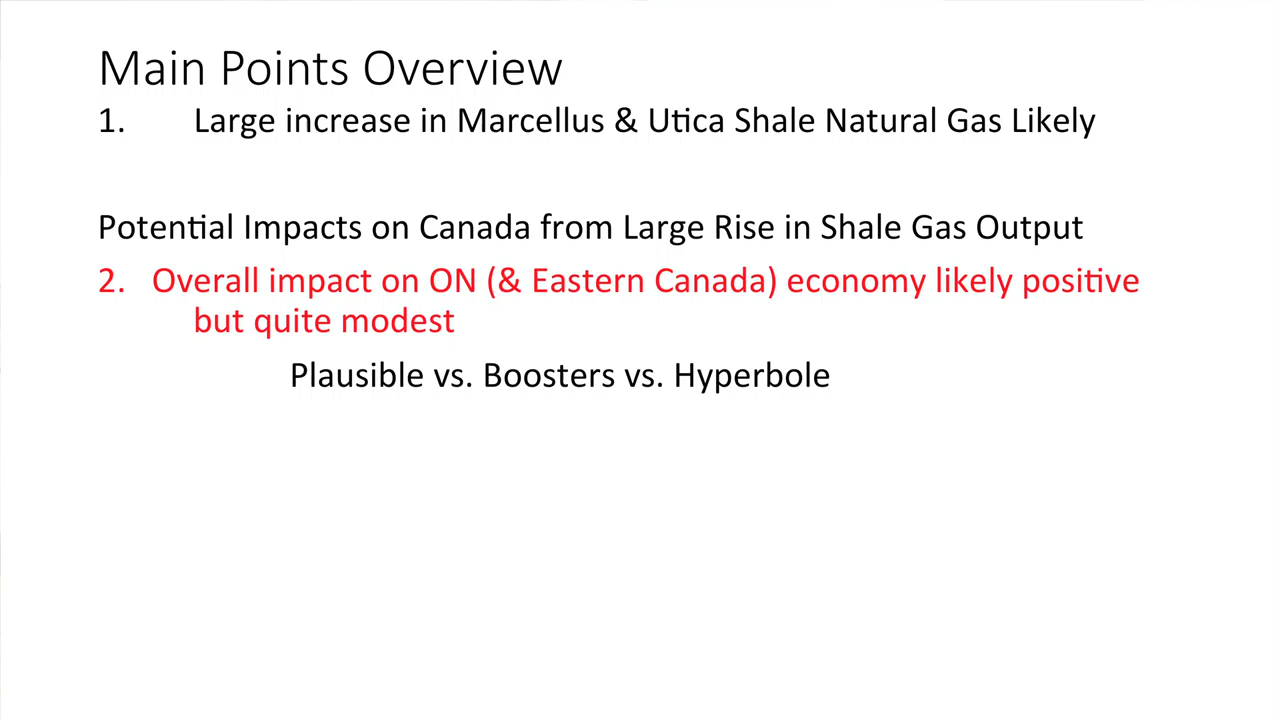 Main Points Overview
1. Large increase in Marcellus & Utica Shale Natural Gas Likely
Potential Impacts on Canada from Large Rise in Shale Gas Output
2. Overall impact on ON (& Eastern Canada) economy likely positive
but quite modest
Plausible vs. Boosters vs. Hyperbole